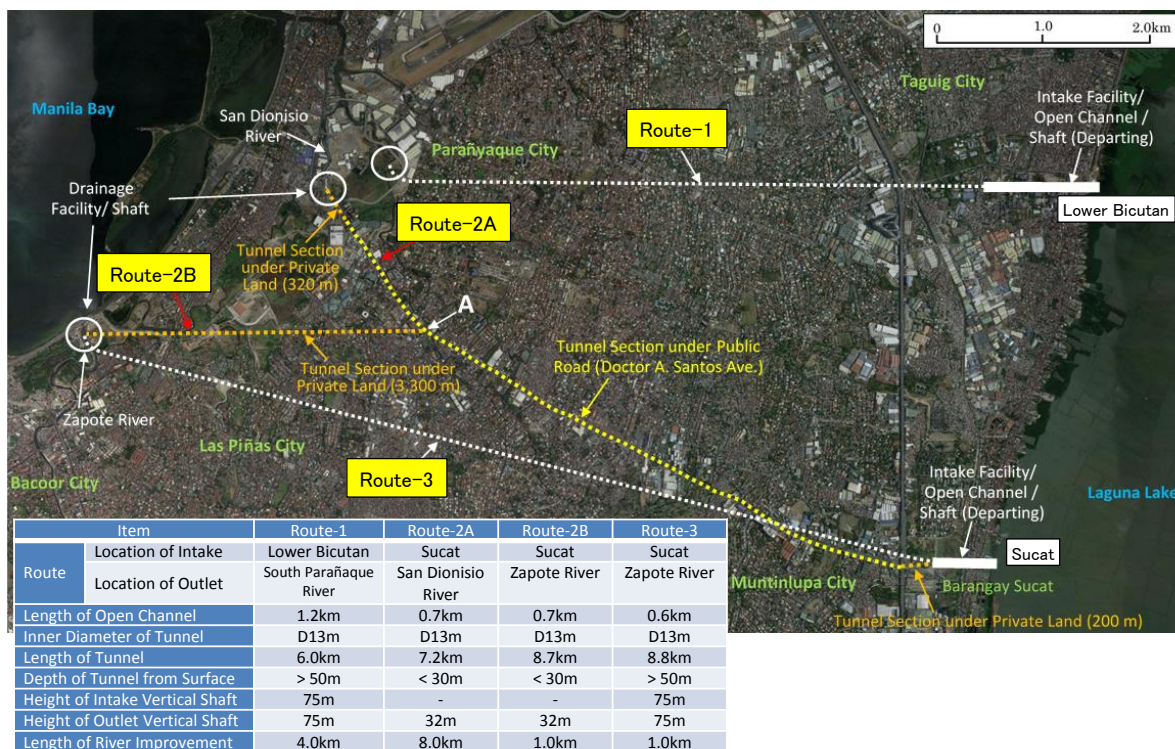 0 1.0 2.0km
Manila Bay
Taguig City
San Dionisio
River
Intake Facility/
Open Channel /
Shaft (Departing)
Route-1
Parañyaque City
Drainage
Facility/ Shaft
Lower Bicutan
Route-2A
Tunnel Section
under Private
Land (320 m)
Route-2B
A
Tunnel Section under
Private Land (3,300 m)
Tunnel Section under Public
Road (Doctor A. Santos Ave.)
Zapote River
Las Piñas City
Route-3
Bacoor City
Intake Facility/
Open Channel /
Shaft (Departing)
Laguna Lake
Sucat
Muntinlupa City
Barangay Sucat
Tunnel Section under Private Land (200 m)
Item Route-1 Route-2A Route-2B Route-3
Route Location of Intake Lower Bicutan Sucat Sucat Sucat
Location of Outlet South Parañaque River San Dionisio River Zapote River Zapote River
Length of Open Channel 1.2km 0.7km 0.7km 0.6km
Inner Diameter of Tunnel D13m D13m D13m D13m
Length of Tunnel 6.0km 7.2km 8.7km 8.8km
Depth of Tunnel from Surface > 50m < 30m < 30m > 50m
Height of Intake Vertical Shaft 75m - - 75m
Height of Outlet Vertical Shaft 75m 32m 32m 75m
Length of River Improvement 4.0km 8.0km 1.0km 1.0km